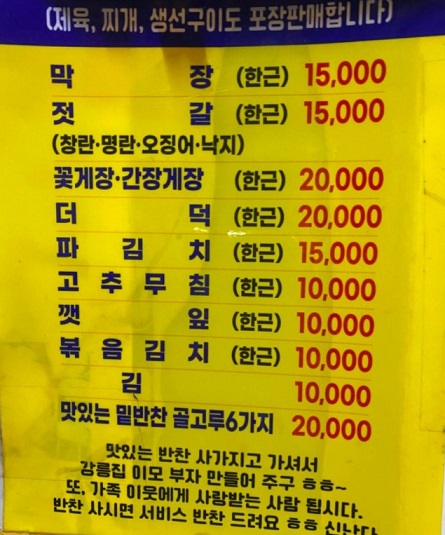 (제육, 찌개, 생선구이도 포장판매합니다)
막 장 (한근) 15,000
젓 갈 (한근) 15,000
(창란·명란·오징어·낙지)
꽃게장·간장게장 (한근) 20,000
더 덕 (한근) 20,000
파 김 치 (한근) 15,000
고 추 무 침 (한근) 10,000
깻 잎 (한근) 10,000
볶 음 김 치 (한근) 10,000
김 10,000
맛있는 밑반찬 골고루6가지 20,000
맛있는 반찬 사가지고 가셔서
강릉집 이모 부자 만들어 주구 ㅎㅎ~
또, 가족 이웃에게 사랑받는 사람 됩시다.
반찬 사시면 서비스 반찬 드려요 ㅎㅎ 신난다